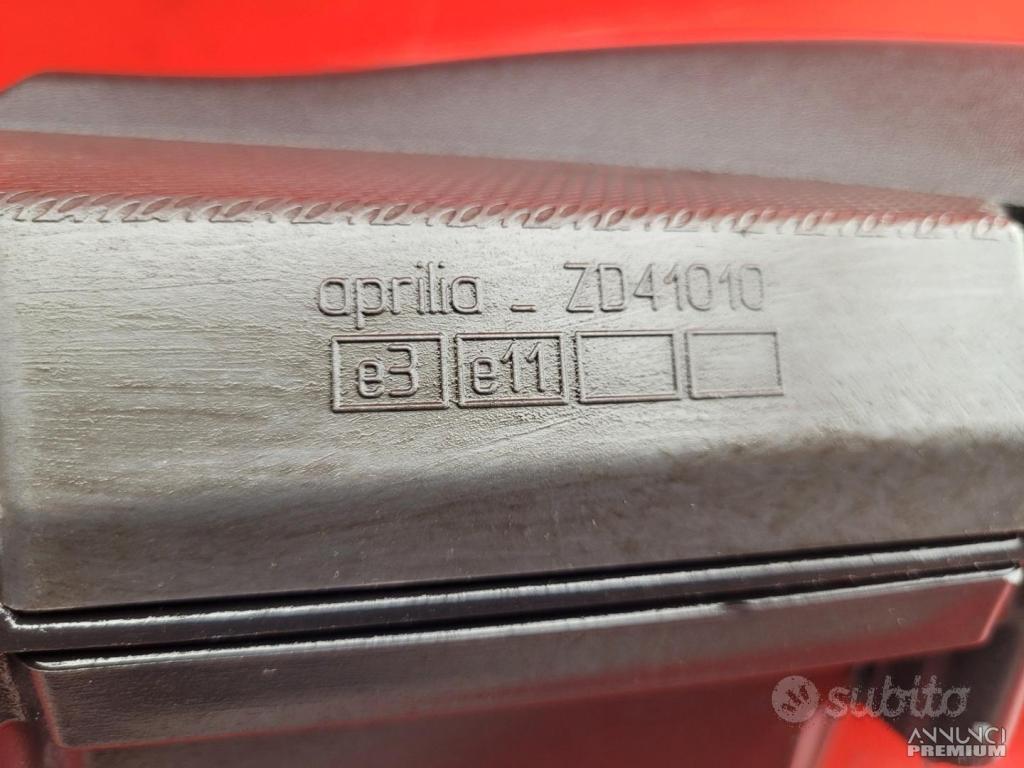 aprilia _ ZD41010
e3 e11
subito
ANNUNCI
PREMIUM